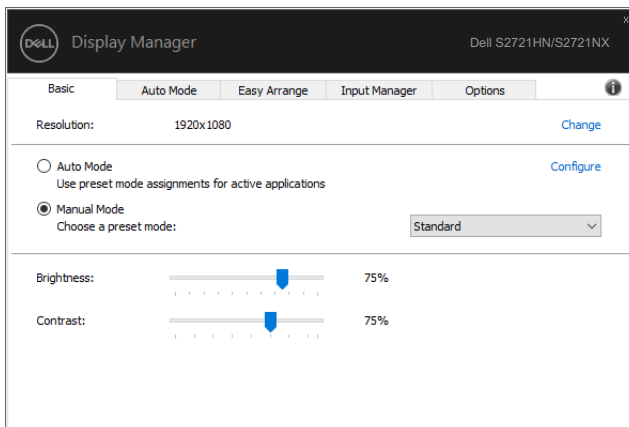 x
DELL Display Manager Dell S2721HN/S2721NX
Basic Auto Mode Easy Arrange Input Manager Options i
Resolution: 1920x1080 Change
Auto Mode Configure
Use preset mode assignments for active applications
Manual Mode
Choose a preset mode: Standard
Brightness: 75%
Contrast: 75%